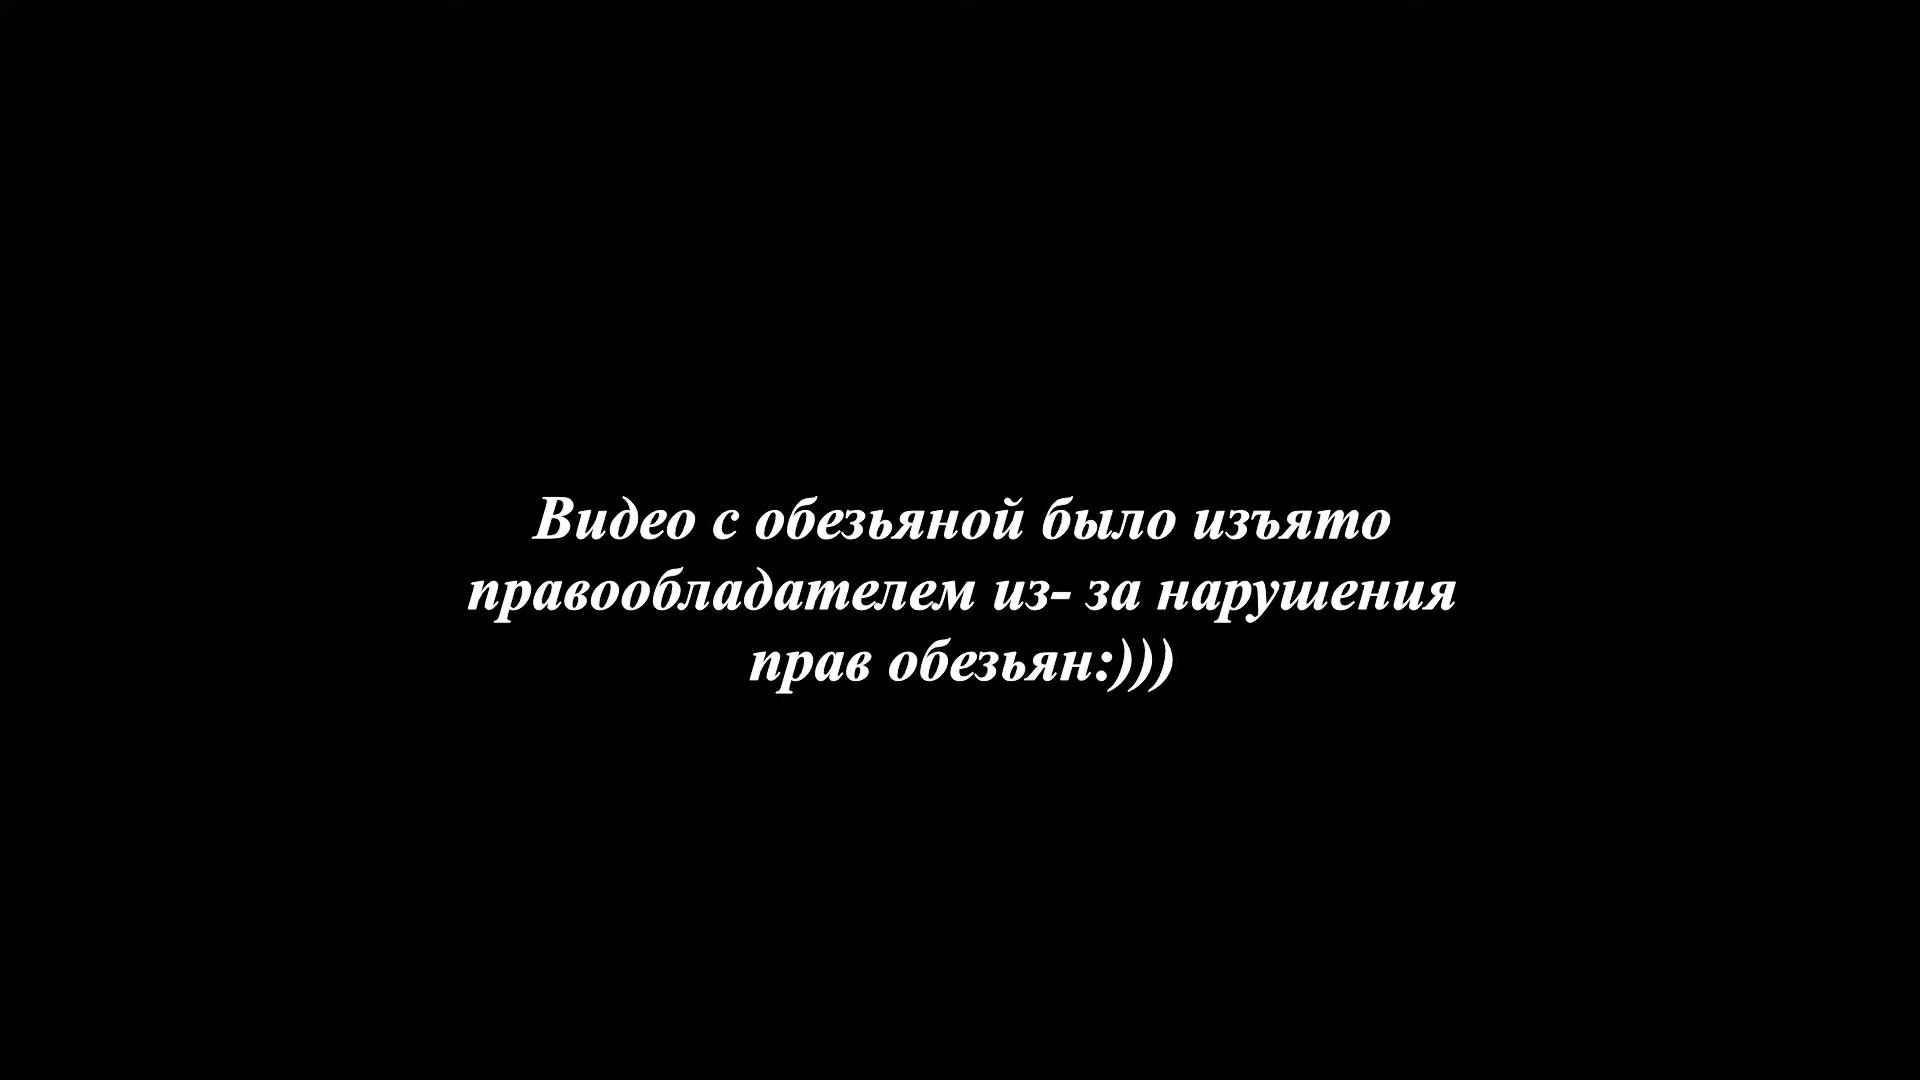 Видео с обезьяной было изъято
правообладателем из- за нарушения
прав обезьян:)))